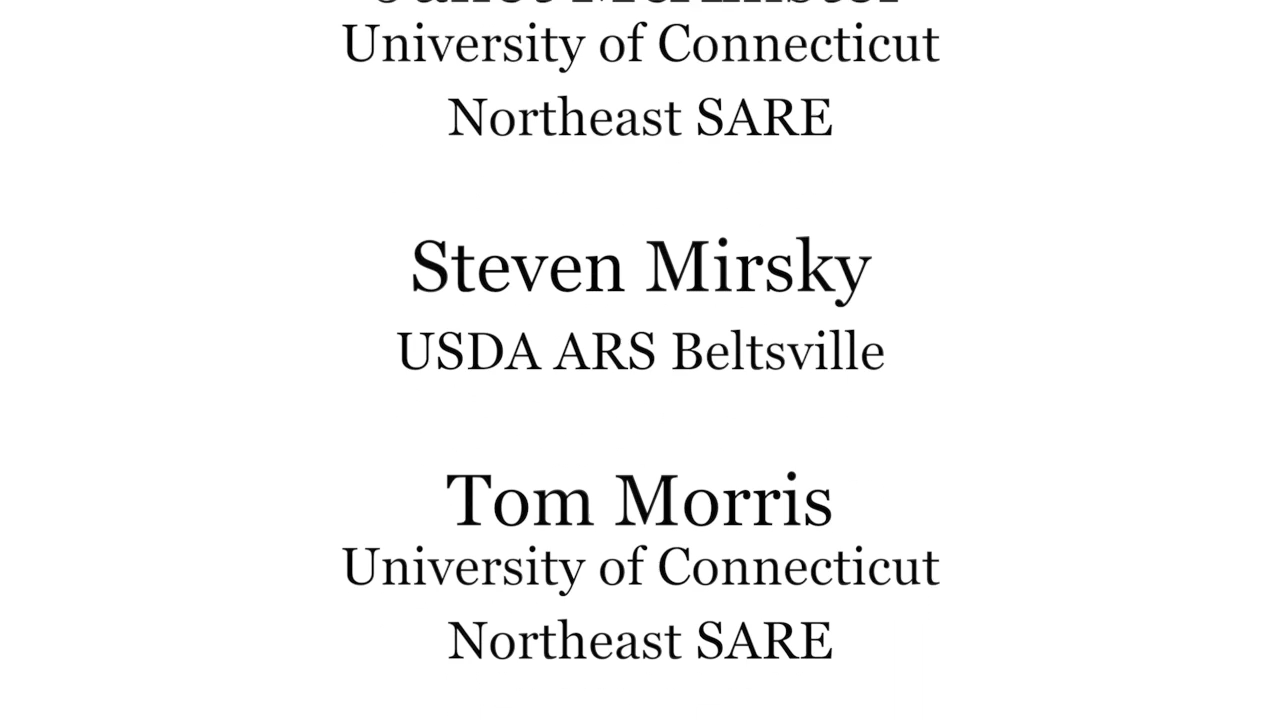 University of Connecticut
Northeast SARE
Steven Mirsky
USDA ARS Beltsville
Tom Morris
University of Connecticut
Northeast SARE